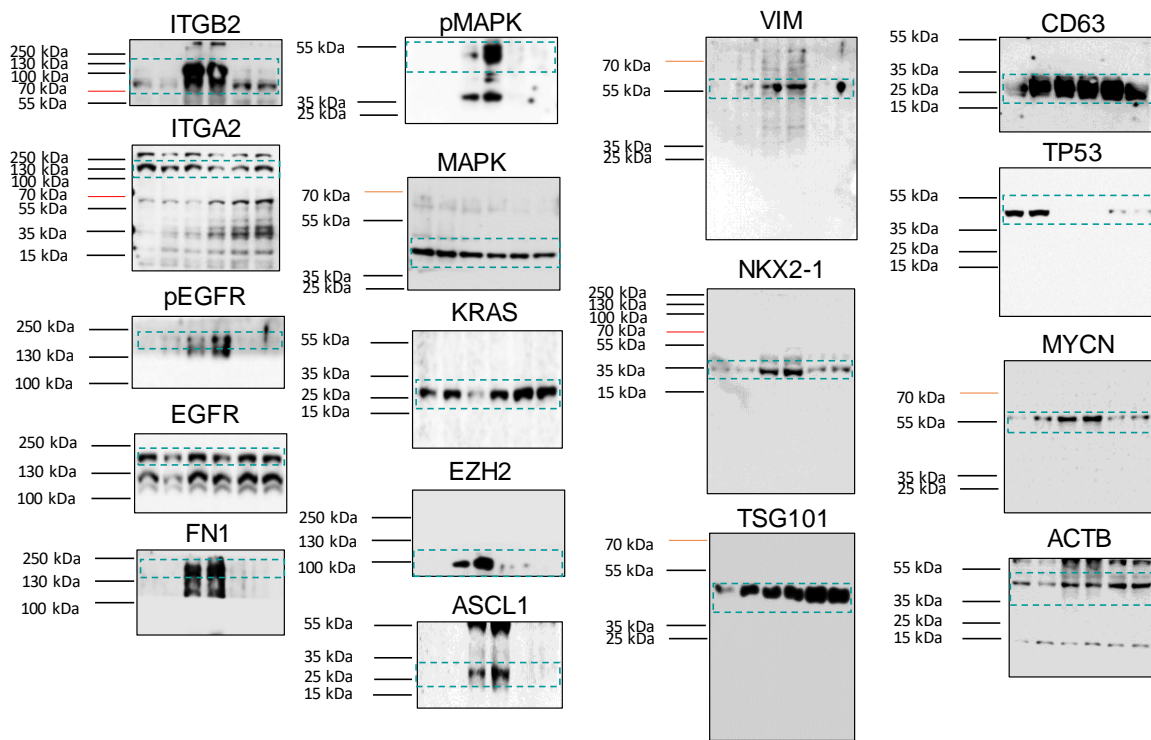 ITGB2
250 kDa
130 kDa
100 kDa
70 kDa
55 kDa
ITGA2
250 kDa
130 kDa
100 kDa
70 kDa
55 kDa
35 kDa
15 kDa
pEGFR
250 kDa
130 kDa
100 kDa
EGFR
250 kDa
130 kDa
100 kDa
FN1
250 kDa
130 kDa
100 kDa
pMAPK
55 kDa
35 kDa
25 kDa
MAPK
70 kDa
55 kDa
35 kDa
25 kDa
KRAS
55 kDa
35 kDa
25 kDa
15 kDa
EZH2
250 kDa
130 kDa
100 kDa
ASCL1
55 kDa
35 kDa
25 kDa
15 kDa
VIM
70 kDa
55 kDa
35 kDa
25 kDa
NKX2-1
250 kDa
130 kDa
100 kDa
70 kDa
55 kDa
35 kDa
15 kDa
TSG101
70 kDa
55 kDa
35 kDa
25 kDa
CD63
55 kDa
35 kDa
25 kDa
15 kDa
TP53
55 kDa
35 kDa
25 kDa
15 kDa
MYCN
70 kDa
55 kDa
35 kDa
25 kDa
ACTB
55 kDa
35 kDa
25 kDa
15 kDa